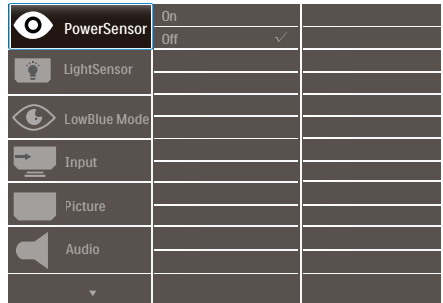 PowerSensor
On
Off
LightSensor
LowBlue Mode
Input
Picture
Audio